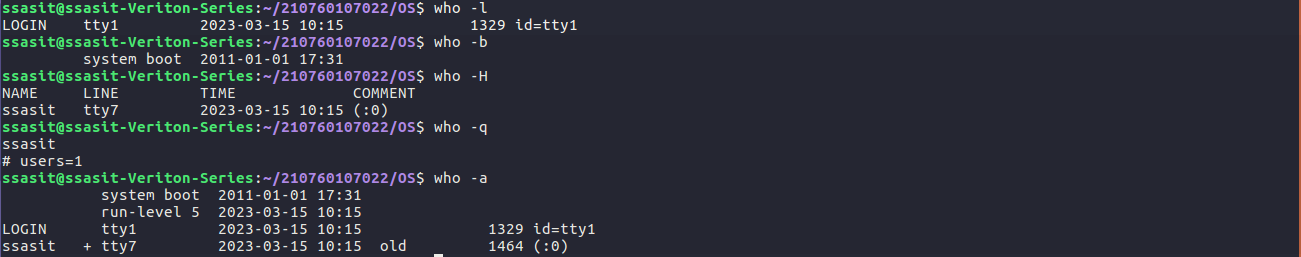 ssasit@ssasit-Veriton-Series:~/210760107022/OS$ who -l
LOGIN    tty1         2023-03-15 10:15              1329 id=tty1
ssasit@ssasit-Veriton-Series:~/210760107022/OS$ who -b
         system boot  2011-01-01 17:31
ssasit@ssasit-Veriton-Series:~/210760107022/OS$ who -H
NAME     LINE         TIME             COMMENT
ssasit   tty7         2023-03-15 10:15 (:0)
ssasit@ssasit-Veriton-Series:~/210760107022/OS$ who -q
ssasit
# users=1
ssasit@ssasit-Veriton-Series:~/210760107022/OS$ who -a
           system boot  2011-01-01 17:31
           run-level 5  2023-03-15 10:15
LOGIN      tty1         2023-03-15 10:15              1329 id=tty1
ssasit   + tty7         2023-03-15 10:15  old         1464 (:0)